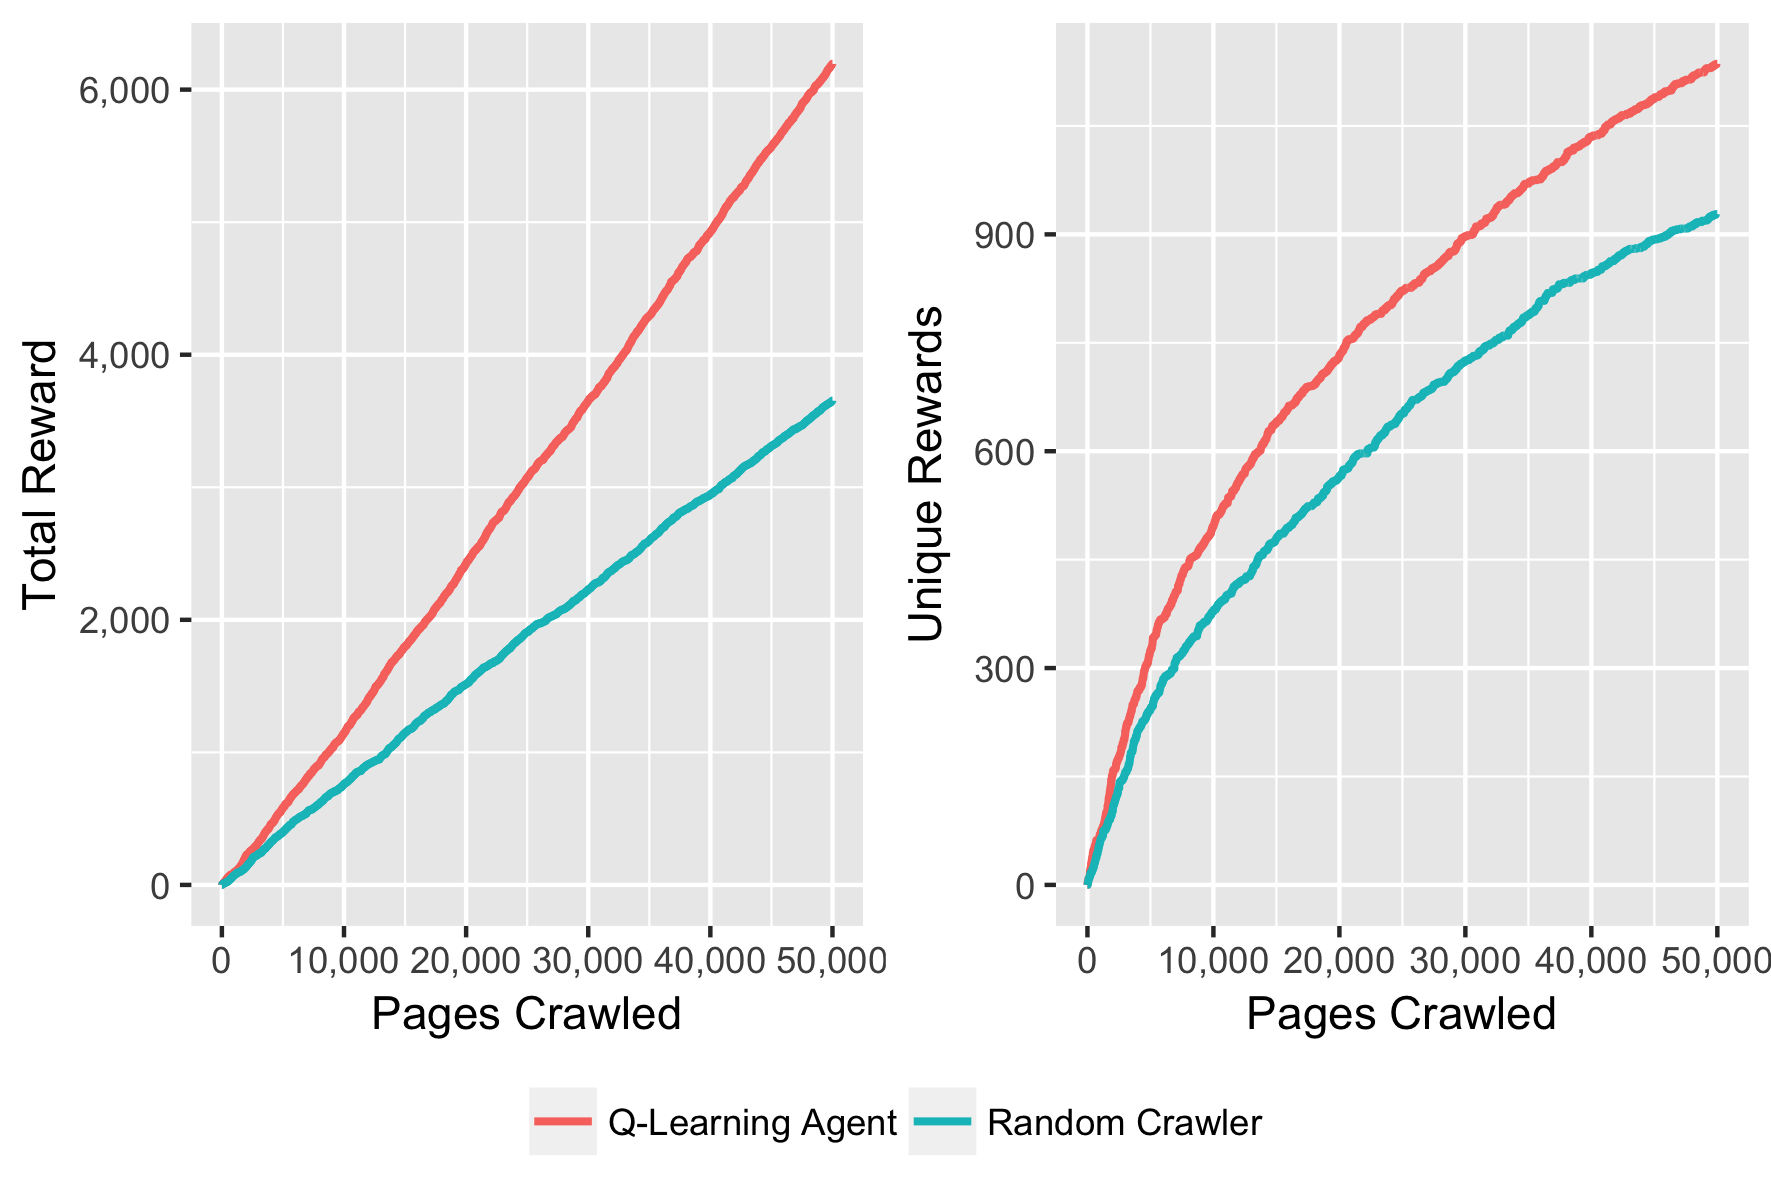 Total Reward
6,000
4,000
2,000
0
0 10,000 20,000 30,000 40,000 50,000
Pages Crawled
Unique Rewards
900
600
300
0
0 10,000 20,000 30,000 40,000 50,000
Pages Crawled
Q-Learning Agent Random Crawler